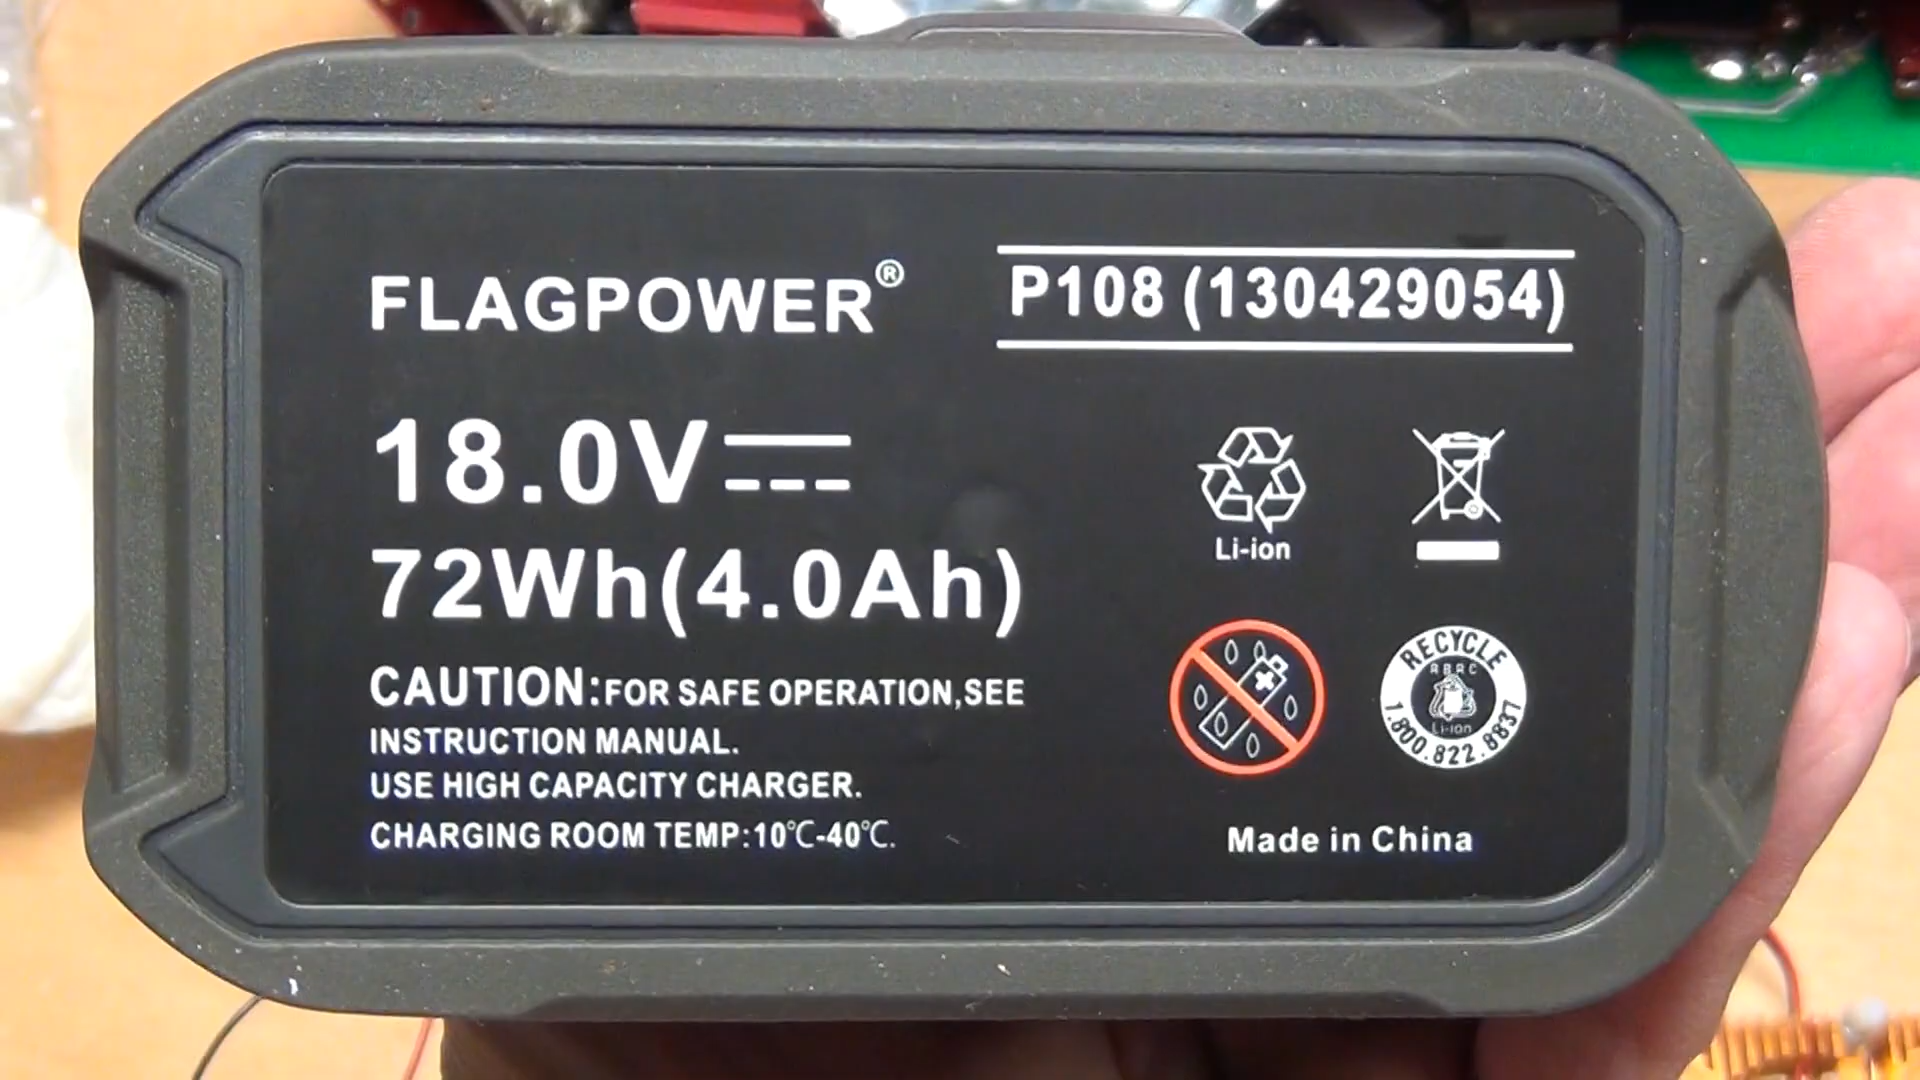 FLAGPOWER®
P108 (130429054)
18.0V
72Wh(4.0Ah)
CAUTION:FOR SAFE OPERATION,SEE
INSTRUCTION MANUAL.
USE HIGH CAPACITY CHARGER.
CHARGING ROOM TEMP:10℃-40℃.
Li-ion
RECYCLE
RBRC
Li-ion
1.800.822.8837
Made in China